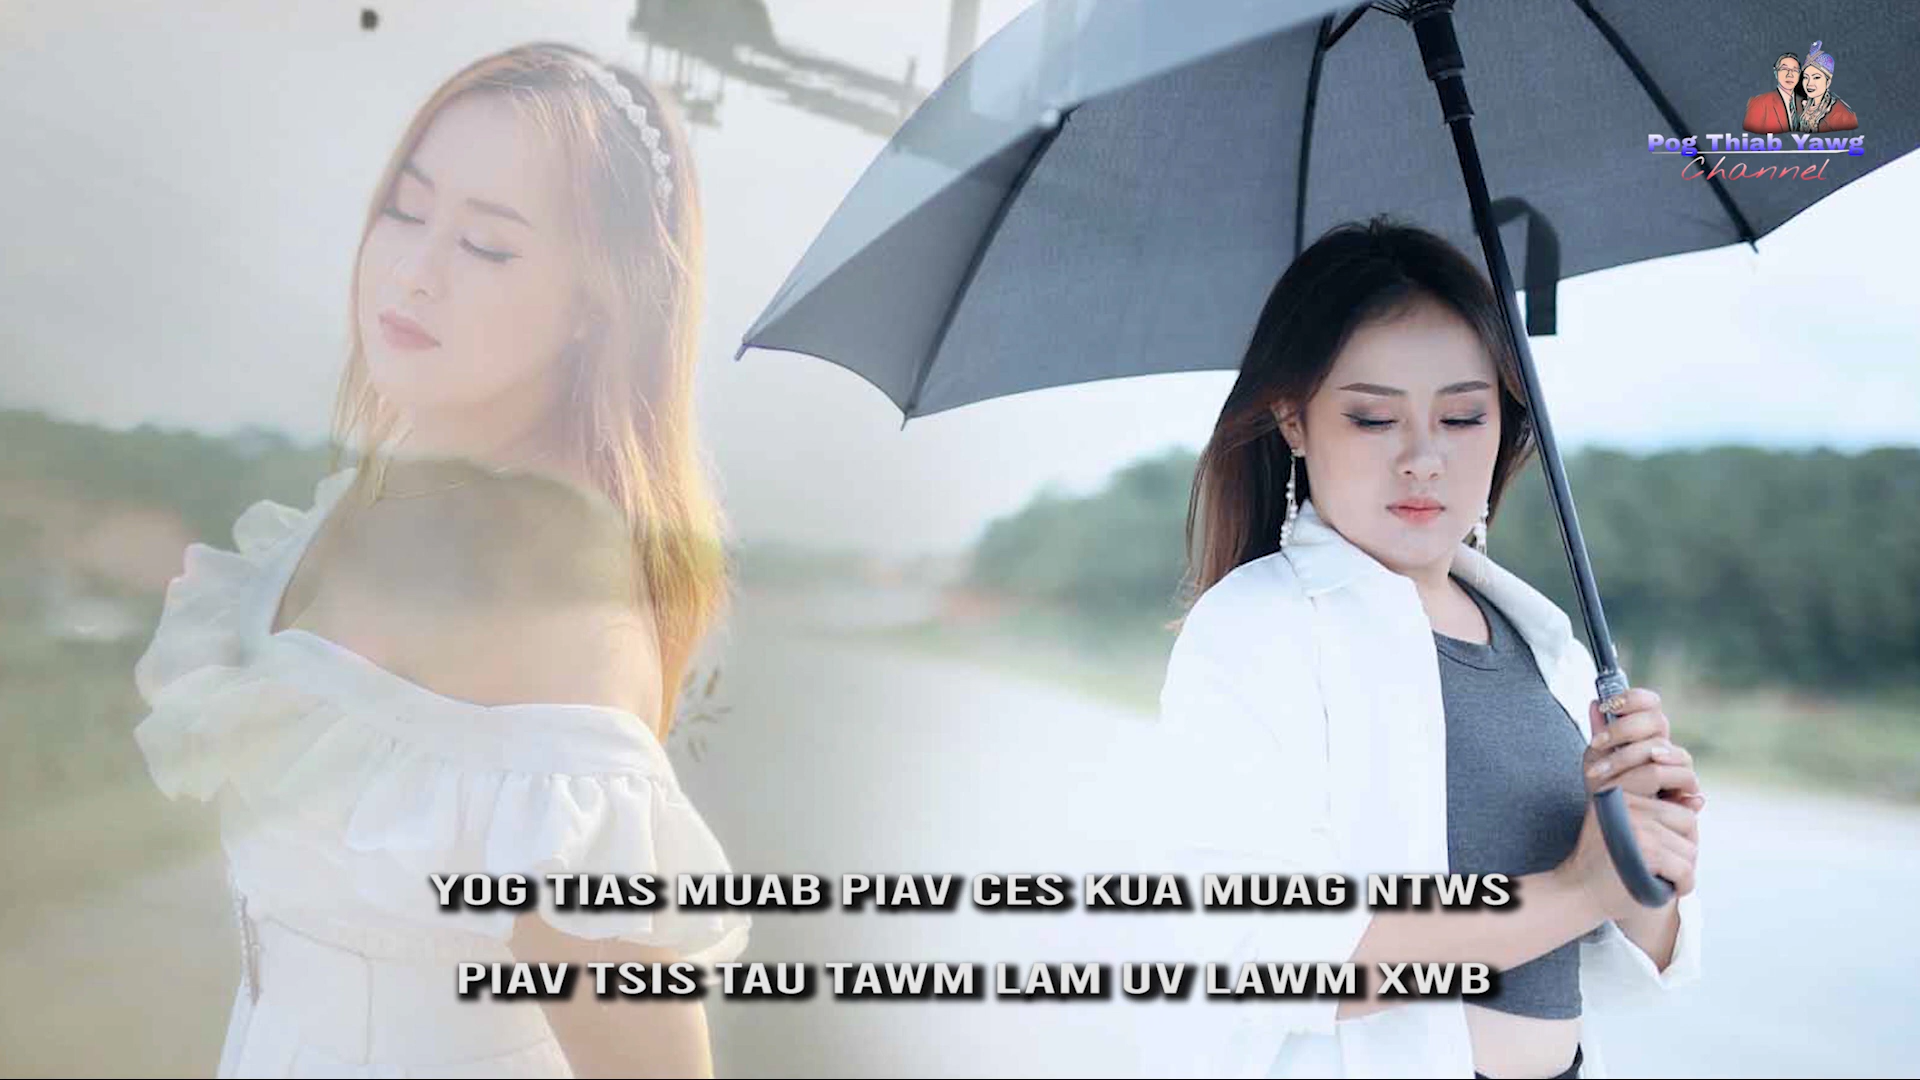 Pog Thiab Yawg
Channel
YOG TIAS MUAB PIAV CES KUA MUAG NTWS
PIAV TSIS TAU TAWM LAM UV LAWM XWB